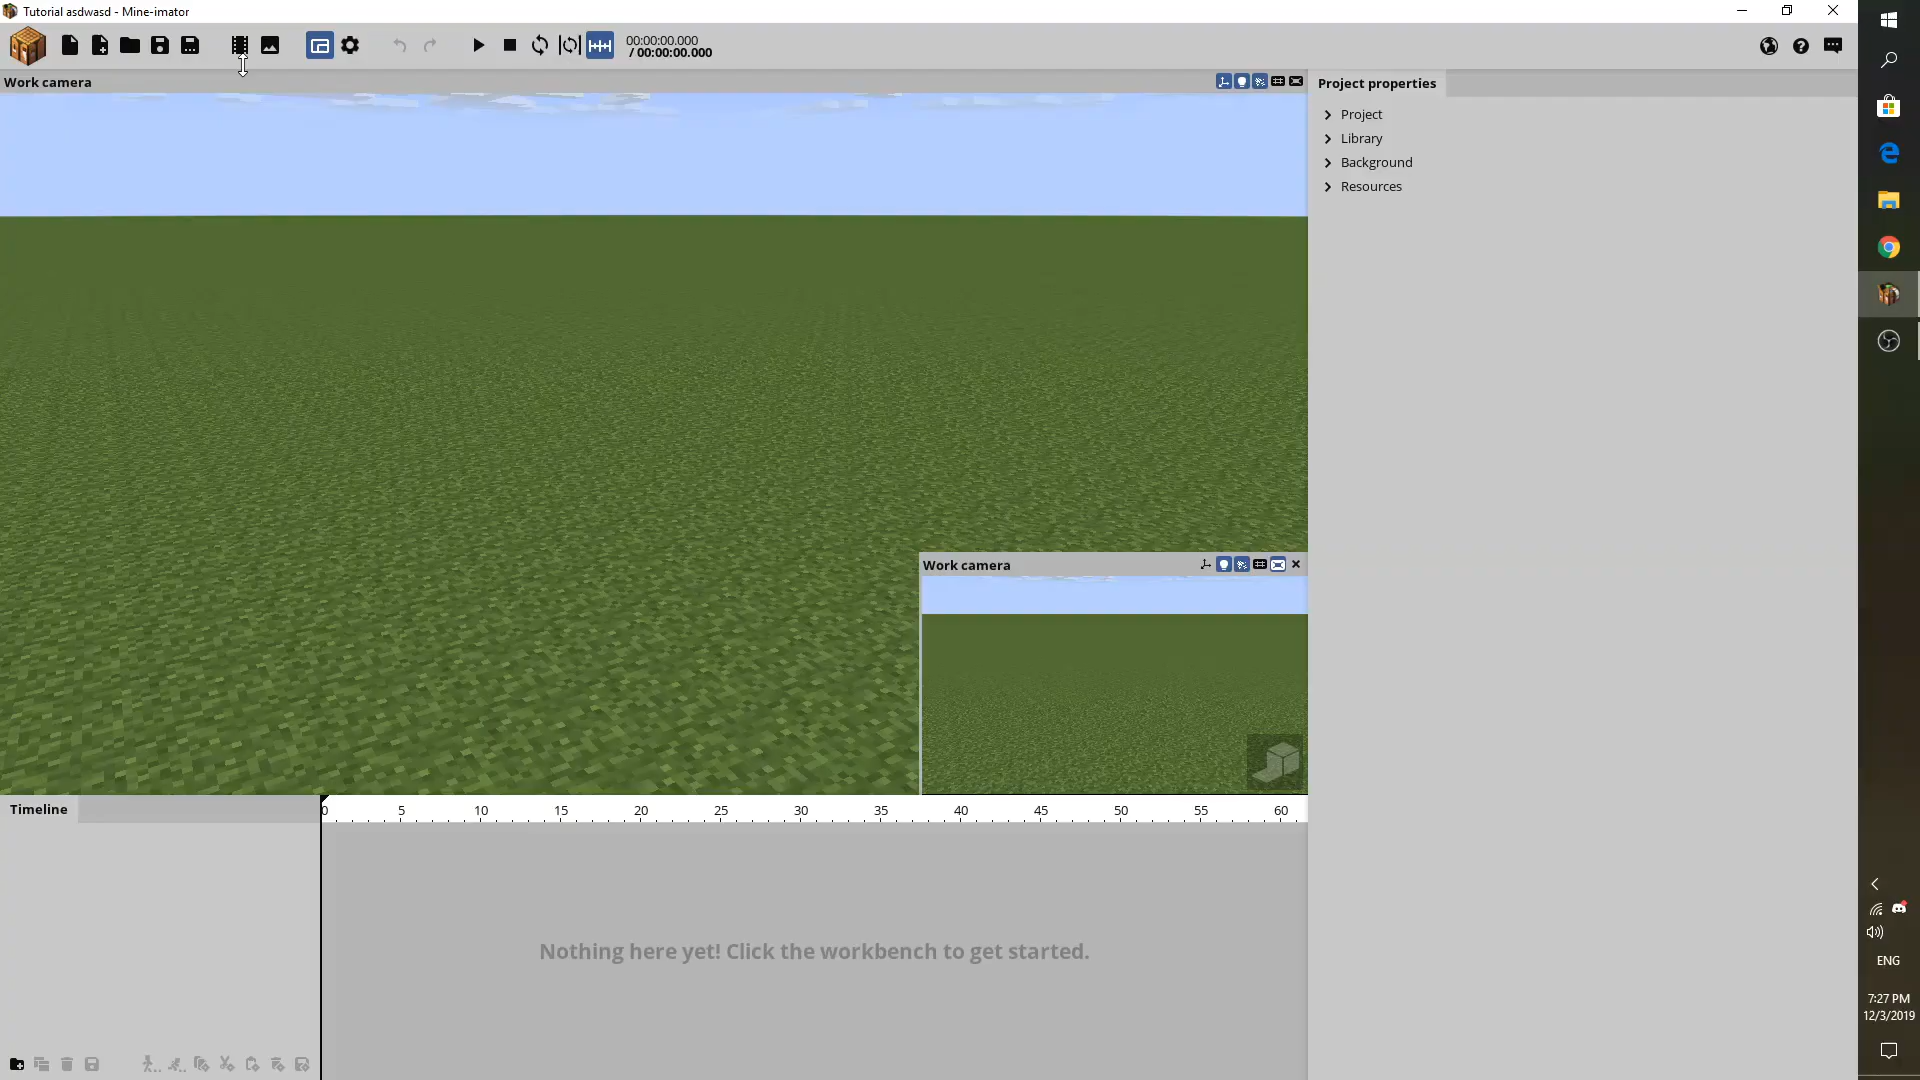 Tutorial asdwasd - Mine-imator
00:00:00.000
/ 00:00:00.000
Work camera
Project properties
Project
Library
Background
Resources
Work camera
Timeline
0 5 10 15 20 25 30 35 40 45 50 55 60
Nothing here yet! Click the workbench to get started.
ENG
7:27 PM
12/3/2019